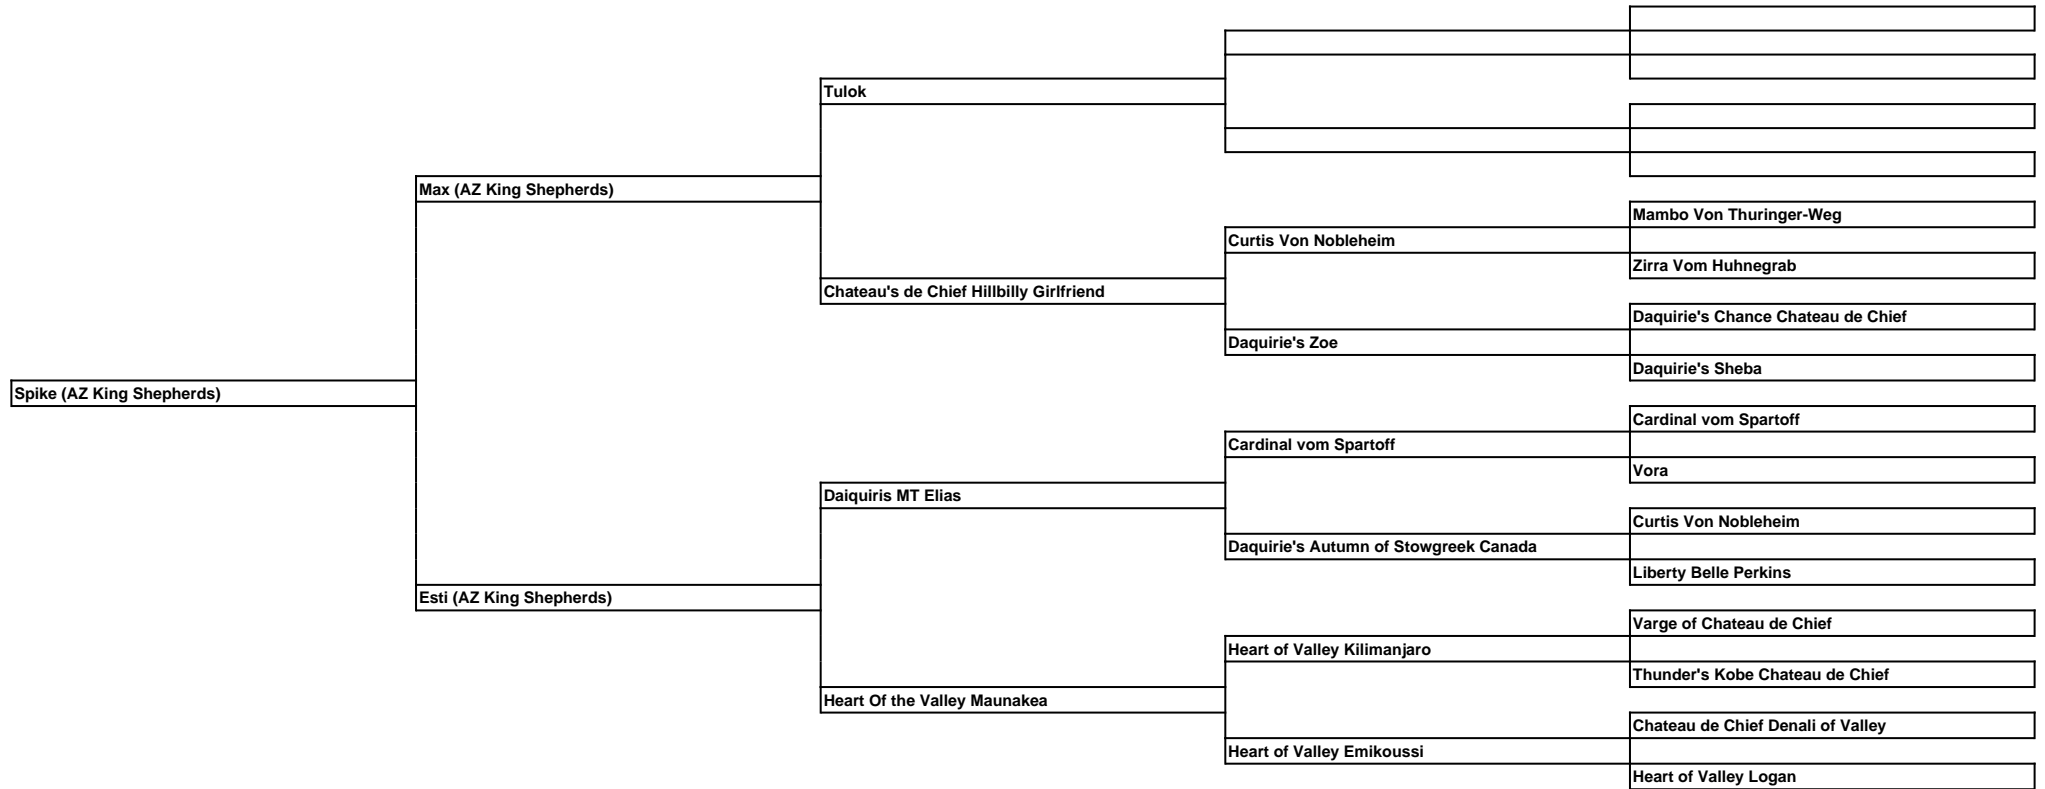 Tulok
Max (AZ King Shepherds)
Mambo Von Thuringer-Weg
Curtis Von Nobleheim
Zirra Vom Huhnegrab
Chateau's de Chief Hillbilly Girlfriend
Daquirie's Chance Chateau de Chief
Daquirie's Zoe
Daquirie's Sheba
Spike (AZ King Shepherds)
Cardinal vom Spartoff
Cardinal vom Spartoff
Vora
Daiquiris MT Elias
Curtis Von Nobleheim
Daquirie's Autumn of Stowgreek Canada
Liberty Belle Perkins
Esti (AZ King Shepherds)
Varge of Chateau de Chief
Heart of Valley Kilimanjaro
Thunder's Kobe Chateau de Chief
Heart Of the Valley Maunakea
Chateau de Chief Denali of Valley
Heart of Valley Emikoussi
Heart of Valley Logan